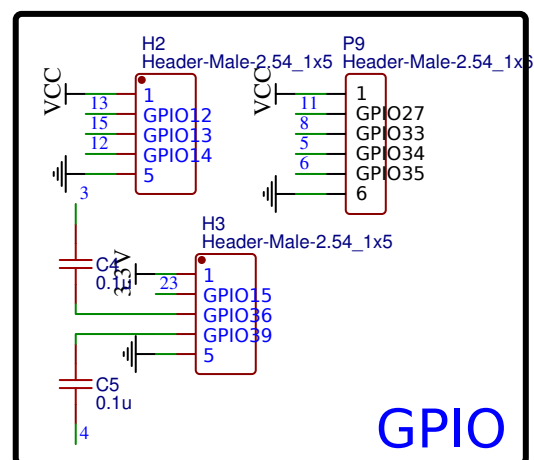 H2
Header-Male-2.54_1x5
VCC
1
13
GPIO12
15
GPIO13
12
GPIO14
5
P9
Header-Male-2.54_1x6
VCC
1
11
GPIO27
8
GPIO33
5
GPIO34
6
GPIO35
6
3
H3
Header-Male-2.54_1x5
C4
0.1u
3.3V
1
23
GPIO15
GPIO36
GPIO39
5
C5
0.1u
4
GPIO